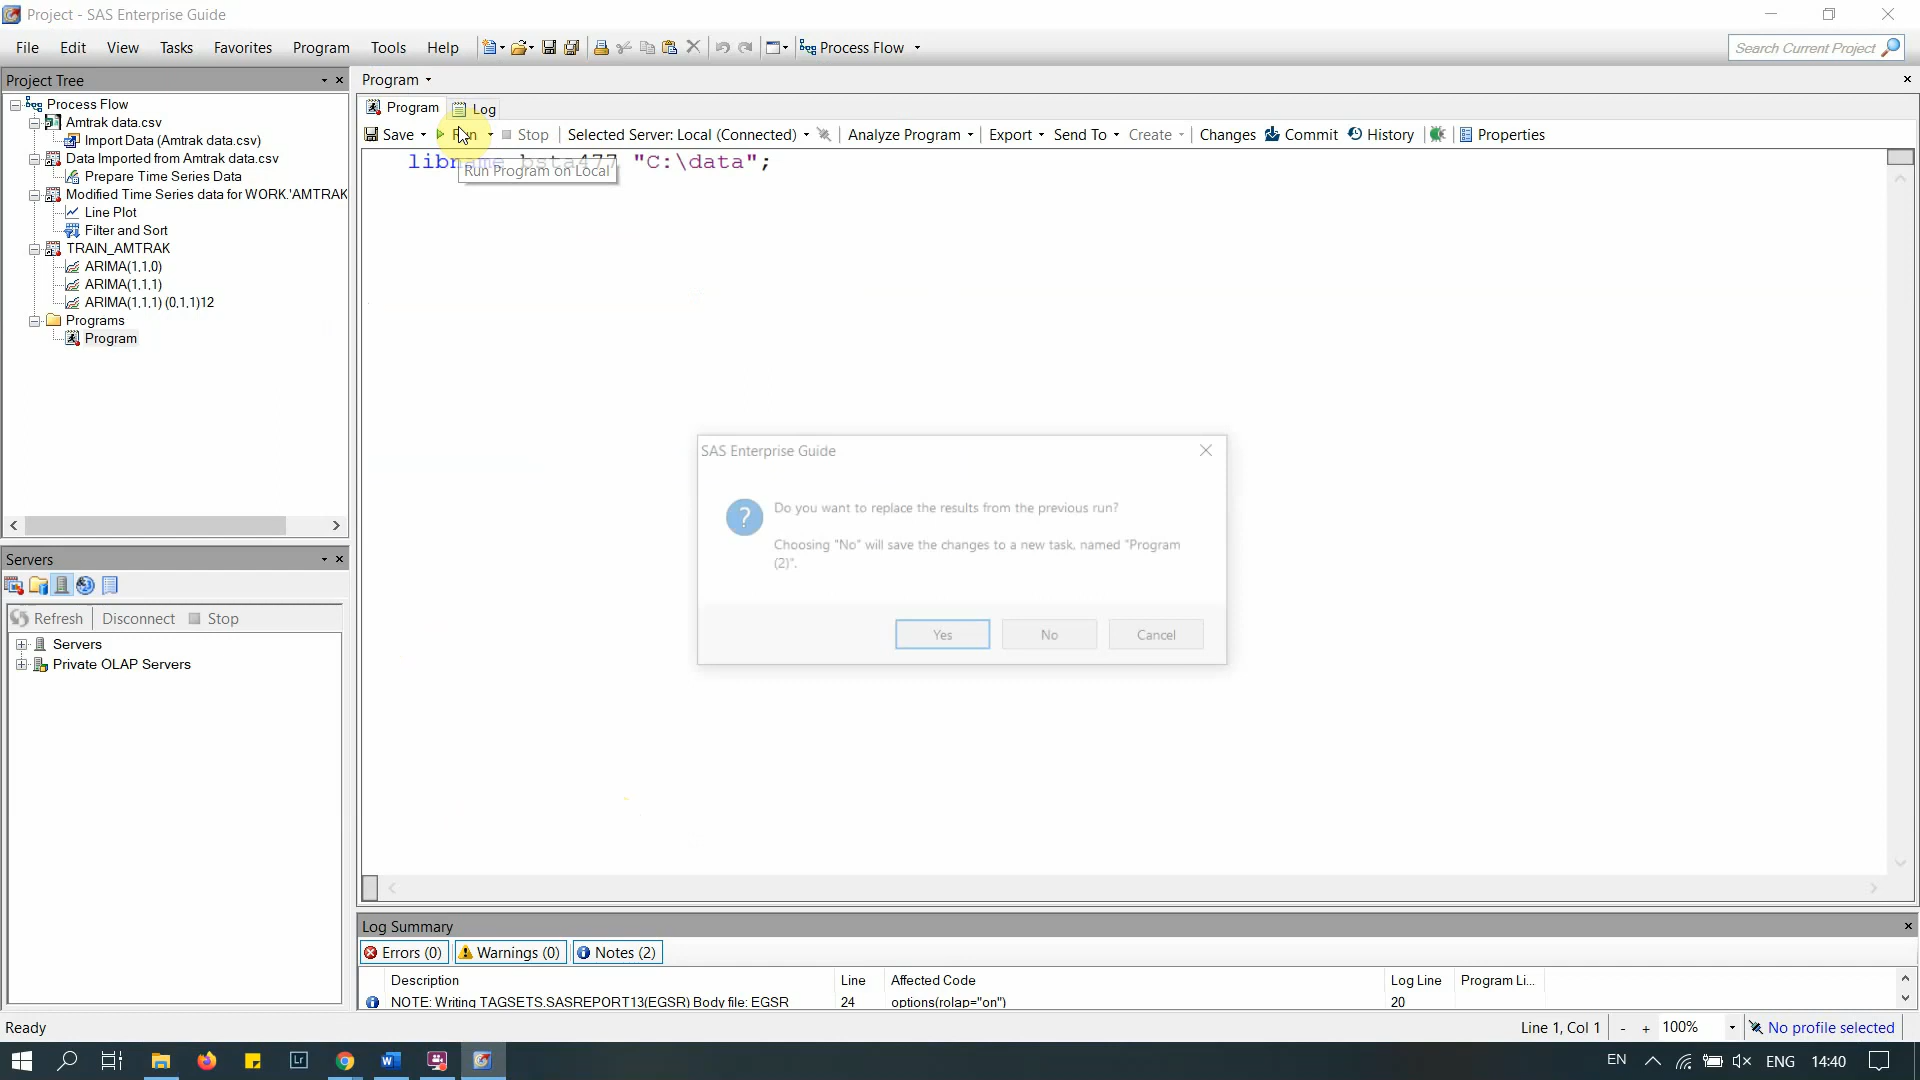 Project - SAS Enterprise Guide
File Edit View Tasks Favorites Program Tools Help Process Flow Search Current Project
Project Tree
Process Flow
Amtrak data.csv
Import Data (Amtrak data.csv)
Data Imported from Amtrak data.csv
Prepare Time Series Data
Modified Time Series data for WORK.'AMTRAK
Line Plot
Filter and Sort
TRAIN_AMTRAK
ARIMA(1,1,0)
ARIMA(1,1,1)
ARIMA(1,1,1) (0,1,1)12
Programs
Program
Servers
Refresh Disconnect Stop
Servers
Private OLAP Servers
Program
Program Log
Save Run Stop Selected Server: Local (Connected) Analyze Program Export Send To Create Changes Commit History Properties
libname bsta477 "C:\data";
Run Program on Local
SAS Enterprise Guide
Do you want to replace the results from the previous run?
Choosing "No" will save the changes to a new task, named "Program
(2)".
Yes No Cancel
Log Summary
Errors (0) Warnings (0) Notes (2)
Description Line Affected Code Log Line Program Li...
NOTE: Writing TAGSETS.SASREPORT13(EGSR) Body file: EGSR 24 options(rolap="on") 20
Ready Line 1, Col 1 - + 100% No profile selected
Lr EN ENG 14:40